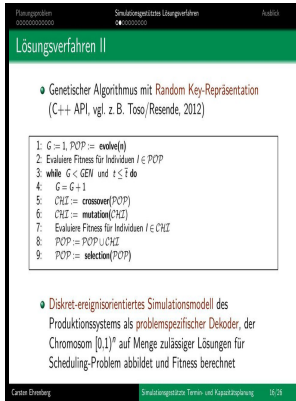 Planungsproblem Simulationsgestütztes Lösungsverfahren Ausblick
Lösungsverfahren II
Genetischer Algorithmus mit Random Key-Repräsentation
(C++ API, vgl. z. B. Toso/Resende, 2012)
1: G := 1, POP := evolve(n)
2: Evaluiere Fitness für Individuen I ∈ POP
3: while G < GEN und t ≤ t̄ do
4: G = G + 1
5: CHI := crossover(POP)
6: CHI := mutation(CHI)
7: Evaluiere Fitness für Individuen I ∈ CHI
8: POP := POP ∪ CHI
9: POP := selection(POP)
Diskret-ereignisorientiertes Simulationsmodell des
Produktionssystems als problemspezifischer Dekoder, der
Chromosom [0,1)ⁿ auf Menge zulässiger Lösungen für
Scheduling-Problem abbildet und Fitness berechnet
Carsten Ehrenberg Simulationsgestützte Termin- und Kapazitätsplanung 16/26